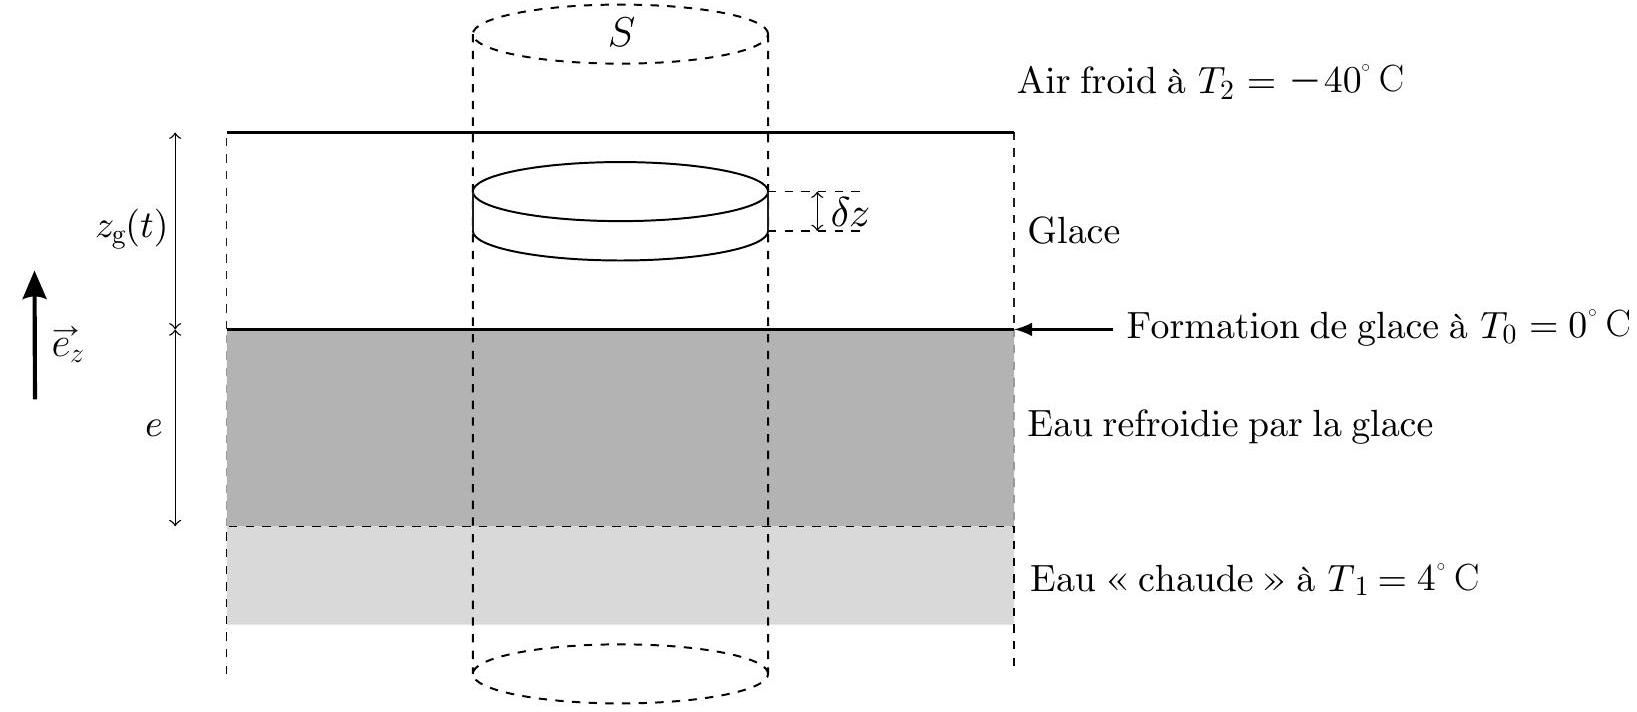 S
Air froid à T₂ = −40° C
z_g(t)
δz
Glace
e⃗_z
Formation de glace à T₀ = 0° C
e
Eau refroidie par la glace
Eau « chaude » à T₁ = 4° C